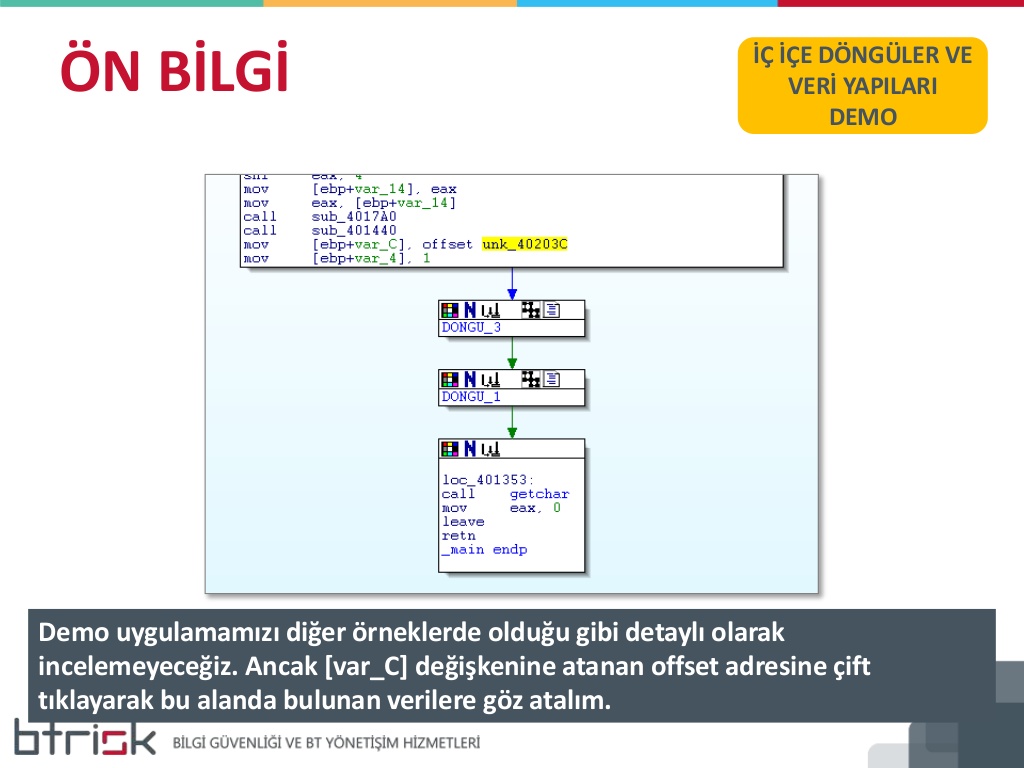 ÖN BİLGİ
İÇ İÇE DÖNGÜLER VE
VERİ YAPILARI
DEMO
shl eax, 4
mov [ebp+var_14], eax
mov eax, [ebp+var_14]
call sub_4017A0
call sub_401440
mov [ebp+var_C], offset unk_40203C
mov [ebp+var_4], 1
DONGU_3
DONGU_1
loc_401353:
call getchar
mov eax, 0
leave
retn
_main endp
Demo uygulamamızı diğer örneklerde olduğu gibi detaylı olarak
incelemeyeceğiz. Ancak [var_C] değişkenine atanan offset adresine çift
tıklayarak bu alanda bulunan verilere göz atalım.
btrisk BİLGİ GÜVENLİĞİ VE BT YÖNETİŞİM HİZMETLERİ